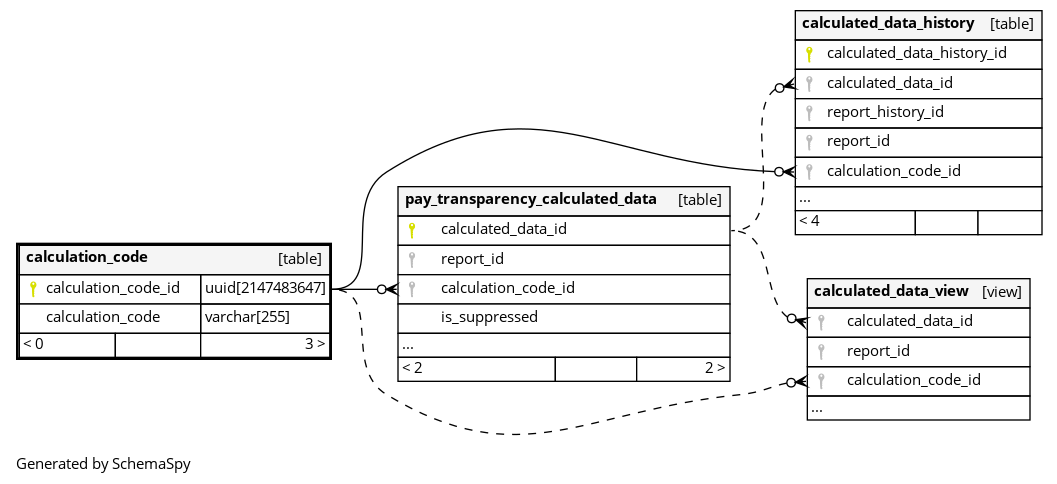 calculated_data_history [table]
calculated_data_history_id
calculated_data_id
report_history_id
report_id
calculation_code_id
...
< 4
pay_transparency_calculated_data [table]
calculated_data_id
report_id
calculation_code_id
is_suppressed
...
< 2 2 >
calculation_code [table]
calculation_code_id uuid[2147483647]
calculation_code varchar[255]
< 0 3 >
calculated_data_view [view]
calculated_data_id
report_id
calculation_code_id
...
Generated by SchemaSpy